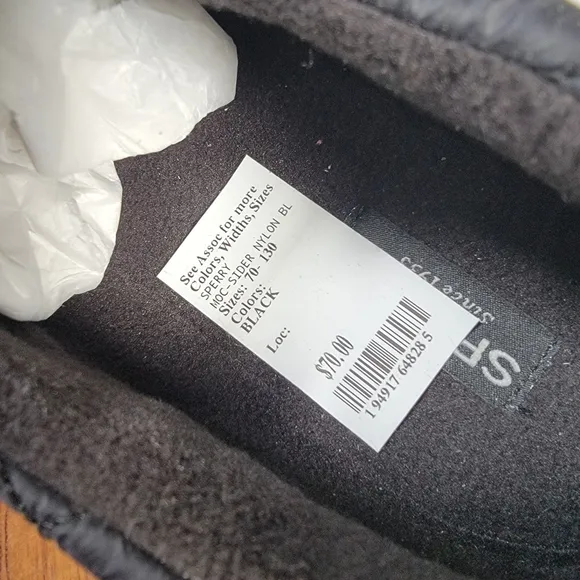 See Assoc for more
Colors, Widths, Sizes
SPERRY
MOC-SIDER NYLON BL
Sizes: 70- 130
Colors:
BLACK
Loc:
$70.00
1 94917 64828 5
SP
Since 1935